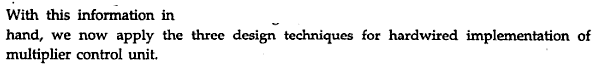 With this information in
hand, we now apply the three design techniques for hardwired implementation of
multiplier control unit.